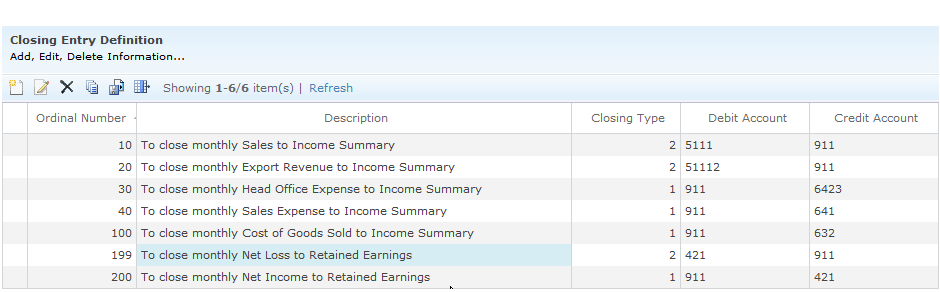 Closing Entry Definition
Add, Edit, Delete Information...
Showing 1-6/6 item(s) | Refresh
Ordinal Number Description Closing Type Debit Account Credit Account
10 To close monthly Sales to Income Summary 2 5111 911
20 To close monthly Export Revenue to Income Summary 2 51112 911
30 To close monthly Head Office Expense to Income Summary 1 911 6423
40 To close monthly Sales Expense to Income Summary 1 911 641
100 To close monthly Cost of Goods Sold to Income Summary 1 911 632
199 To close monthly Net Loss to Retained Earnings 2 421 911
200 To close monthly Net Income to Retained Earnings 1 911 421